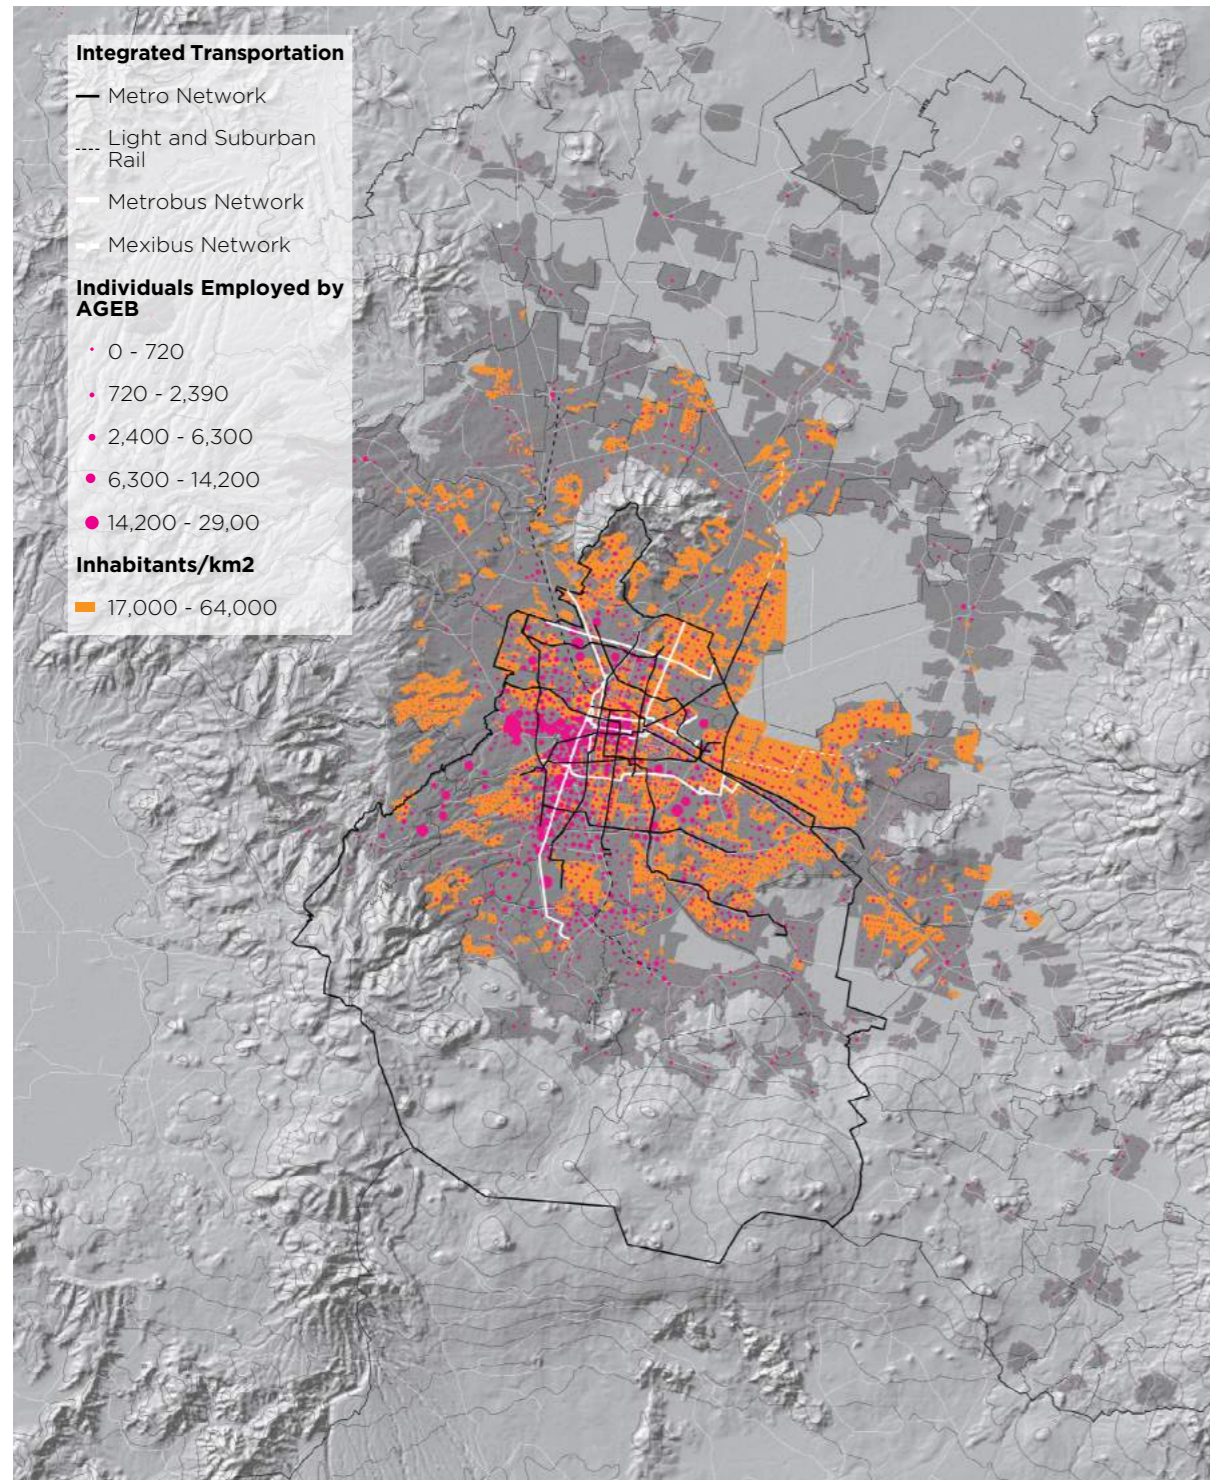 Integrated Transportation
Metro Network
Light and Suburban
Rail
Metrobus Network
Mexibus Network
Individuals Employed by
AGEB
0 - 720
720 - 2,390
2,400 - 6,300
6,300 - 14,200
14,200 - 29,00
Inhabitants/km2
17,000 - 64,000